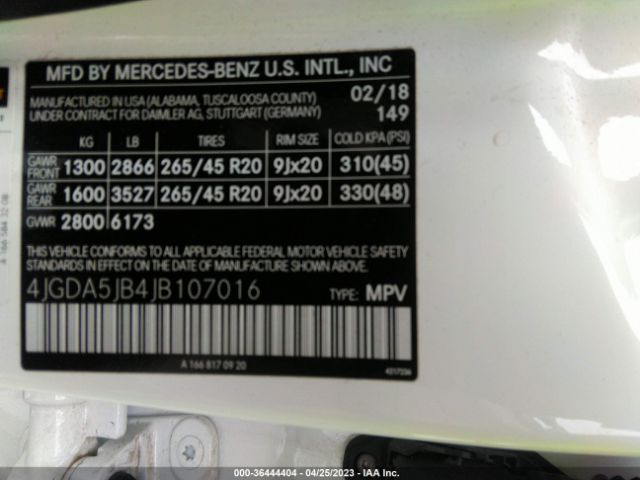 MFD BY MERCEDES-BENZ U.S. INTL., INC
MANUFACTURED IN USA (ALABAMA, TUSCALOOSA COUNTY) 02/18
UNDER CONTRACT FOR DAIMLER AG, STUTTGART (GERMANY) 149
KG LB TIRES RIM SIZE COLD KPA(PSI)
GAWR FRONT 1300 2866 265/45 R20 9Jx20 310(45)
GAWR REAR 1600 3527 265/45 R20 9Jx20 330(48)
GVWR 2800 6173
THIS VEHICLE CONFORMS TO ALL APPLICABLE FEDERAL MOTOR VEHICLE SAFETY
STANDARDS IN EFFECT ON THE DATE OF MANUFACTURE SHOWN ABOVE.
4JGDA5JB4JB107016 TYPE: MPV
A 166 817 09 20
A 166 584 32 08
000-36444404 - 04/25/2023 - IAA Inc.